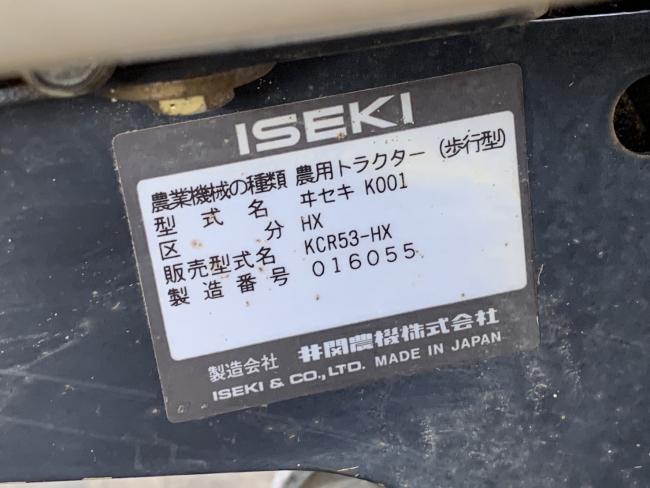 ISEKI
農業機械の種類 農用トラクター (歩行型)
型式名 ヰセキ K001
区分 HX
販売型式名 KCR53-HX
製造番号 016055
製造会社 井関農機株式会社
ISEKI & CO., LTD. MADE IN JAPAN